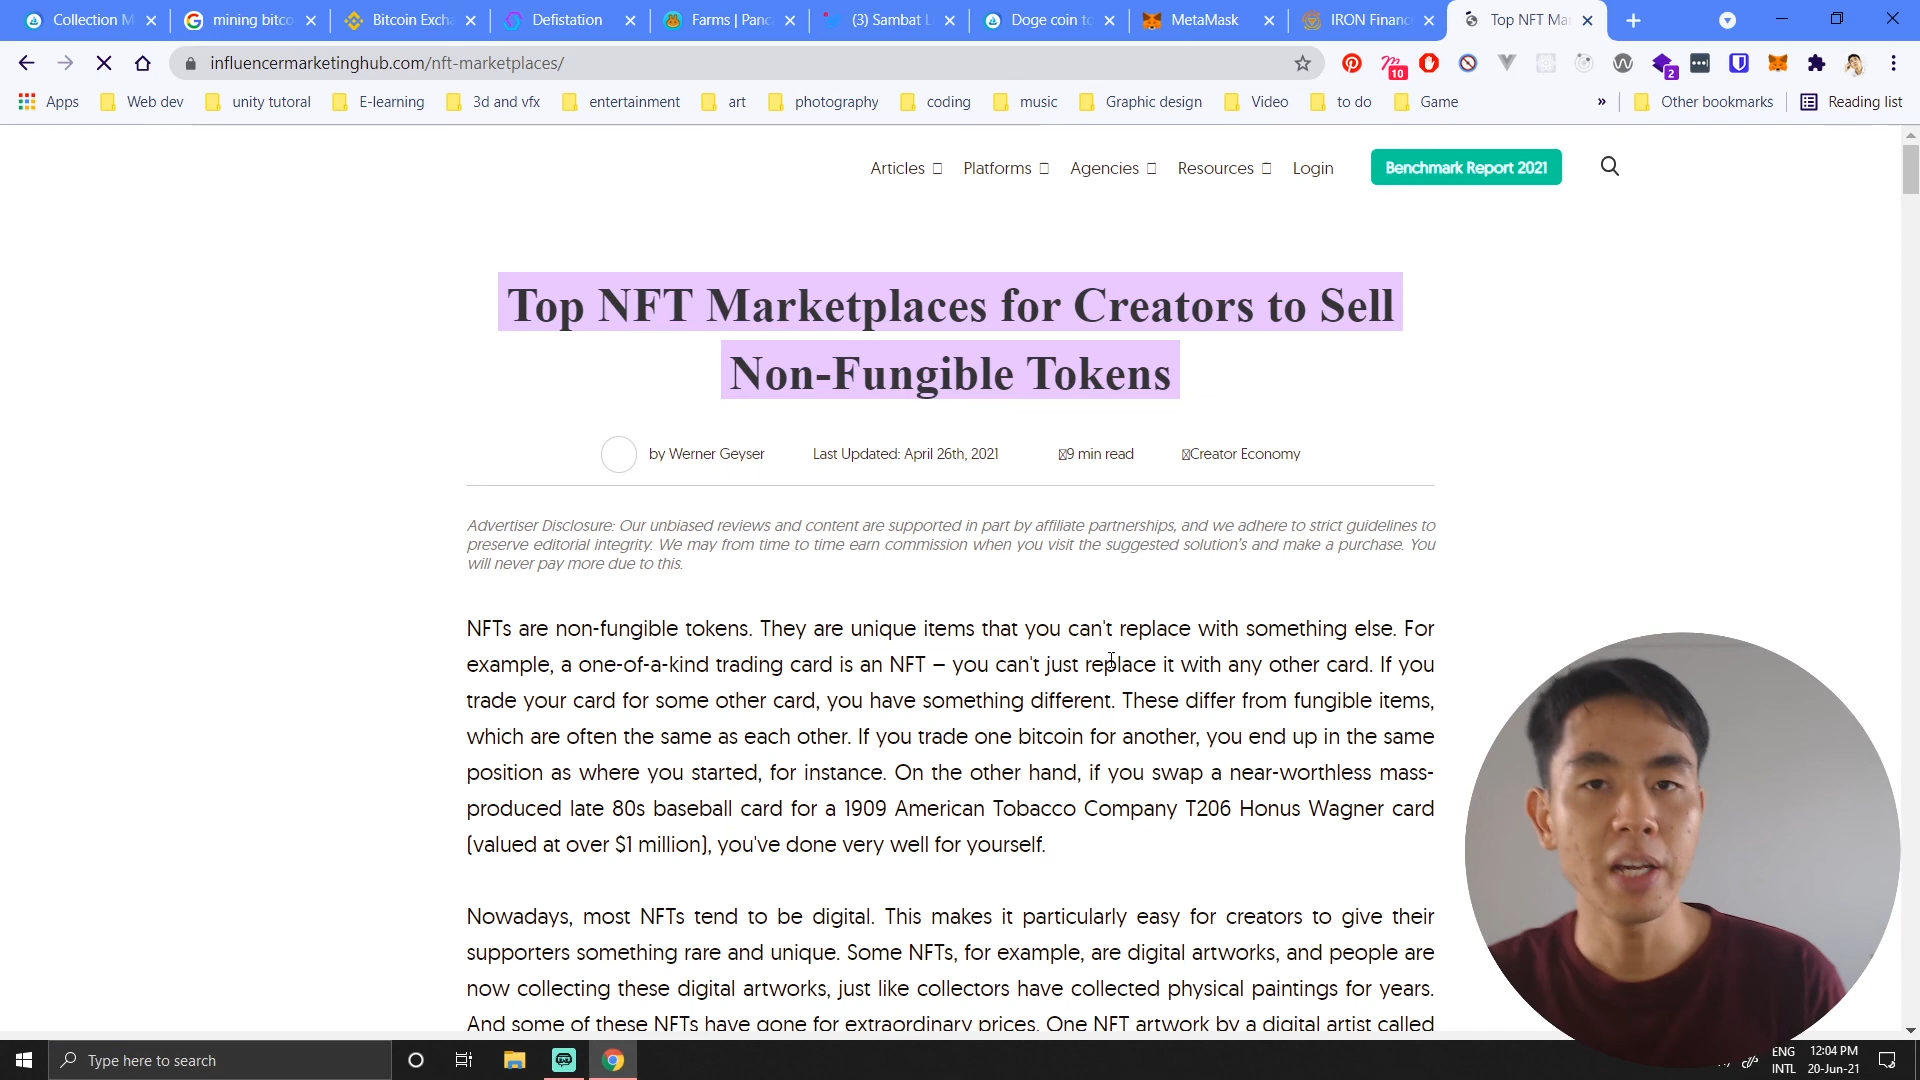 Collection M
mining bitco
Bitcoin Excha
Defistation
Farms | Panc
(3) Sambat L
Doge coin to
MetaMask
IRON Financ
Top NFT Ma
influencermarketinghub.com/nft-marketplaces/
10
2
Apps
Web dev
unity tutoral
E-learning
3d and vfx
entertainment
art
photography
coding
music
Graphic design
Video
to do
Game
»
Other bookmarks
Reading list
Articles
Platforms
Agencies
Resources
Login
Benchmark Report 2021
Top NFT Marketplaces for Creators to Sell
Non-Fungible Tokens
by Werner Geyser
Last Updated: April 26th, 2021
9 min read
Creator Economy
Advertiser Disclosure: Our unbiased reviews and content are supported in part by affiliate partnerships, and we adhere to strict guidelines to
preserve editorial integrity. We may from time to time earn commission when you visit the suggested solution's and make a purchase. You
will never pay more due to this.
NFTs are non-fungible tokens. They are unique items that you can't replace with something else. For
example, a one-of-a-kind trading card is an NFT – you can't just replace it with any other card. If you
trade your card for some other card, you have something different. These differ from fungible items,
which are often the same as each other. If you trade one bitcoin for another, you end up in the same
position as where you started, for instance. On the other hand, if you swap a near-worthless mass-
produced late 80s baseball card for a 1909 American Tobacco Company T206 Honus Wagner card
(valued at over $1 million), you've done very well for yourself.
Nowadays, most NFTs tend to be digital. This makes it particularly easy for creators to give their
supporters something rare and unique. Some NFTs, for example, are digital artworks, and people are
now collecting these digital artworks, just like collectors have collected physical paintings for years.
And some of these NFTs have gone for extraordinary prices. One NFT artwork by a digital artist called
Type here to search
ENG
INTL
12:04 PM
20-Jun-21